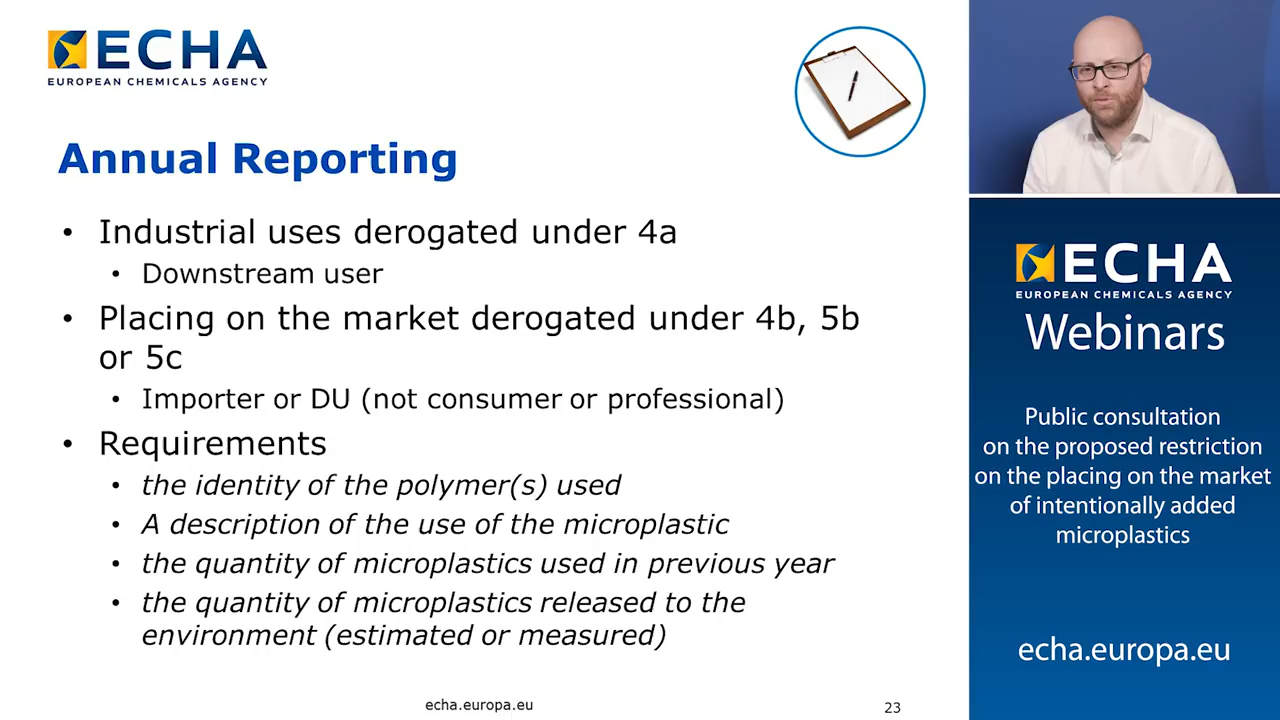 ECHA
EUROPEAN CHEMICALS AGENCY
Annual Reporting
• Industrial uses derogated under 4a
• Downstream user
• Placing on the market derogated under 4b, 5b
or 5c
• Importer or DU (not consumer or professional)
• Requirements
• the identity of the polymer(s) used
• A description of the use of the microplastic
• the quantity of microplastics used in previous year
• the quantity of microplastics released to the
environment (estimated or measured)
echa.europa.eu
23
ECHA
EUROPEAN CHEMICALS AGENCY
Webinars
Public consultation
on the proposed restriction
on the placing on the market
of intentionally added
microplastics
echa.europa.eu